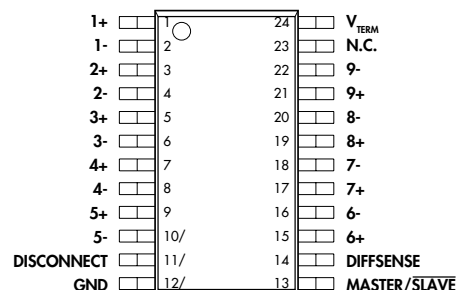 1+ 1 24 VTERM
1- 2 23 N.C.
2+ 3 22 9-
2- 4 21 9+
3+ 5 20 8-
3- 6 19 8+
4+ 7 18 7-
4- 8 17 7+
5+ 9 16 6-
5- 10/ 15 6+
DISCONNECT 11/ 14 DIFFSENSE
GND 12/ 13 MASTER/SLAVE